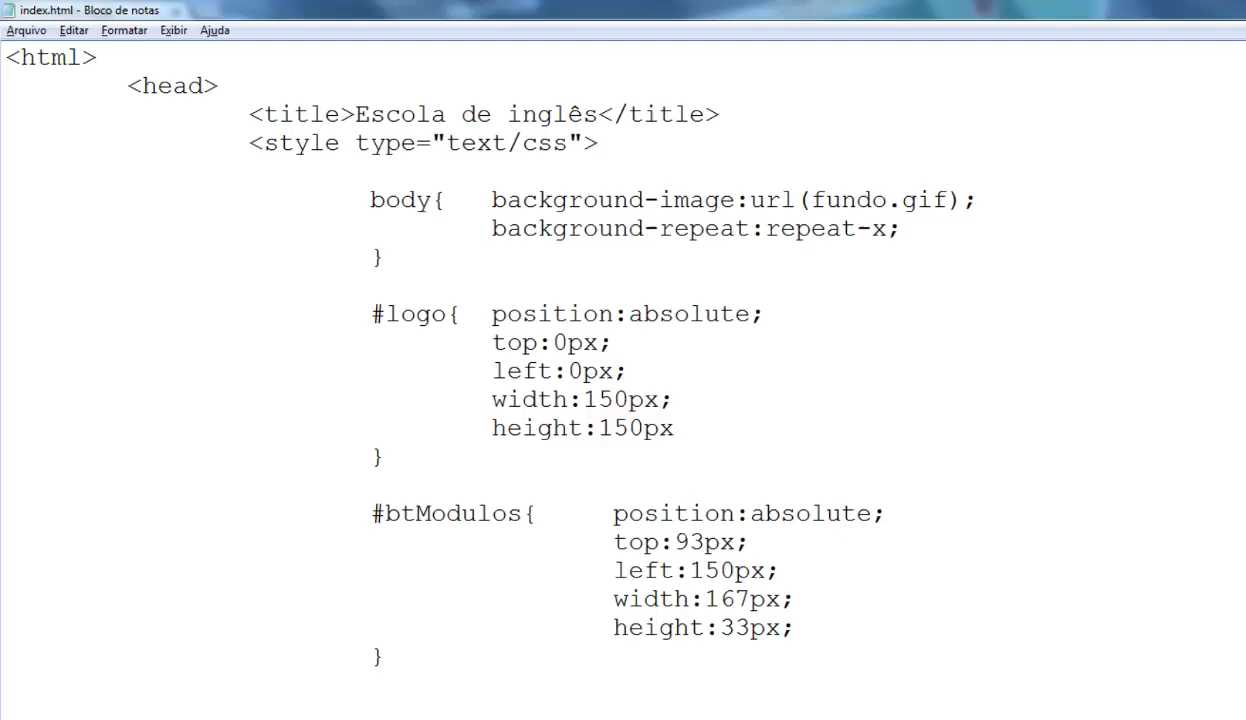 index.html - Bloco de notas
Arquivo Editar Formatar Exibir Ajuda
<html>
<head>
<title>Escola de inglês</title>
<style type="text/css">
body{ background-image:url(fundo.gif);
background-repeat:repeat-x;
}
#logo{ position:absolute;
top:0px;
left:0px;
width:150px;
height:150px
}
#btModulos{ position:absolute;
top:93px;
left:150px;
width:167px;
height:33px;
}